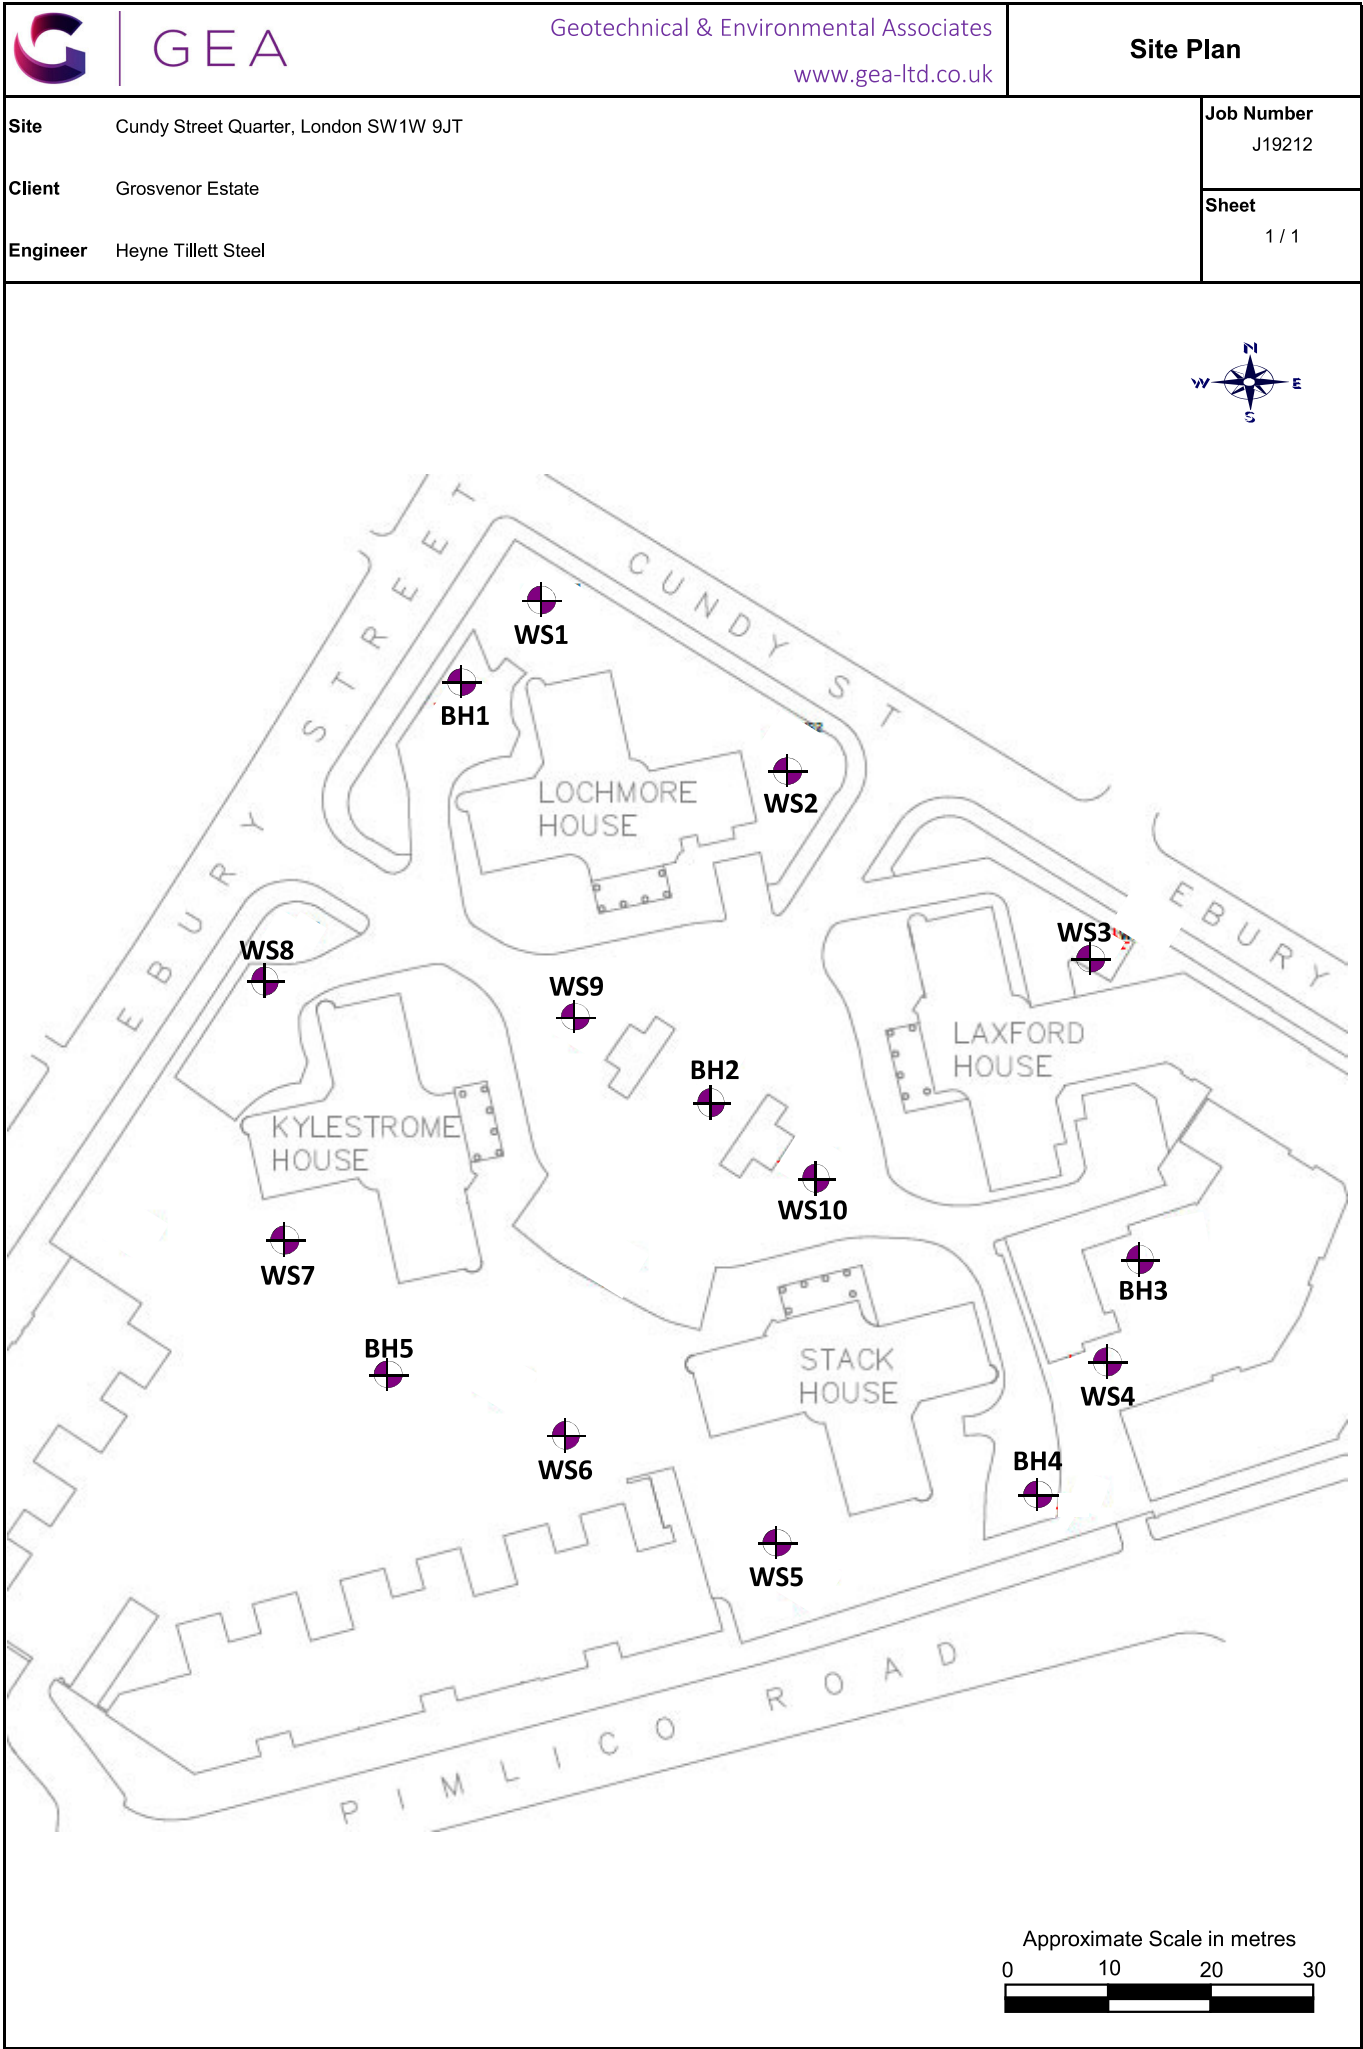 GEA
Geotechnical & Environmental Associates
www.gea-ltd.co.uk
Site Plan
Site Cundy Street Quarter, London SW1W 9JT
Job Number
J19212
Client Grosvenor Estate
Sheet
1 / 1
Engineer Heyne Tillett Steel
N
W E
S
EBURY STREET
CUNDY ST
WS1
BH1
LOCHMORE
HOUSE
WS2
EBURY
WS3
WS8
WS9
LAXFORD
HOUSE
BH2
KYLESTROME
HOUSE
WS10
WS7
BH3
BH5
STACK
HOUSE
WS4
WS6
BH4
WS5
PIMLICO ROAD
Approximate Scale in metres
0 10 20 30